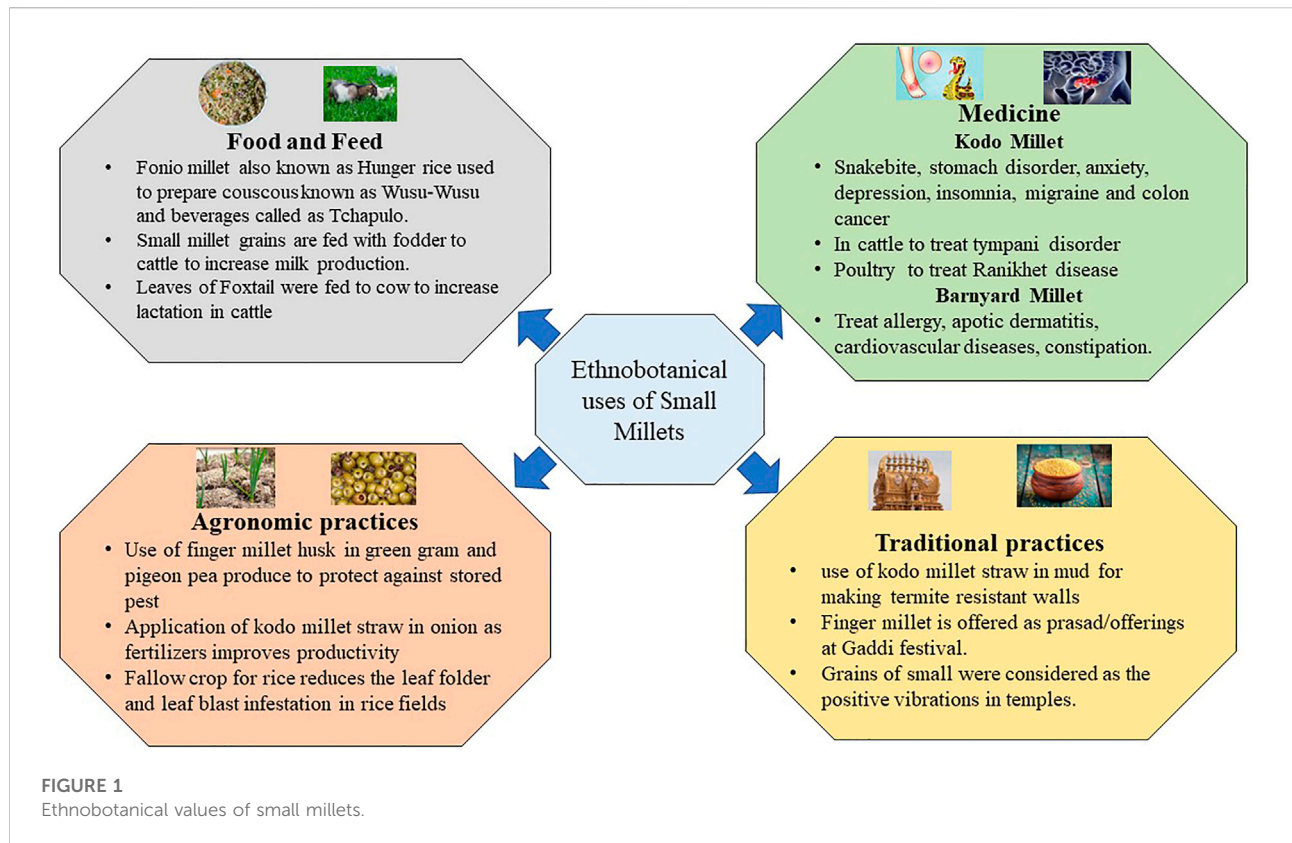 Food and Feed
• Fonio millet also known as Hunger rice used
to prepare couscousknown as Wusu-Wusu
and beverages called as Tchapulo.
• Small millet grains are fed with fodder to
cattle to increase milk production.
• Leaves of Foxtail were fed to cow to increase
lactation in cattle
Medicine
Kodo Millet
• Snakebite, stomach disorder, anxiety,
depression, insomnia, migraine and colon
cancer
• In cattle to treat tympani disorder
• Poultry to treat Ranikhet disease
Barnyard Millet
• Treat allergy, apotic dermatitis,
cardiovascular diseases, constipation.
Ethnobotanical
uses of Small
Millets
Agronomic practices
• Use of finger millet husk in green gram and
pigeon pea produce to protect against stored
pest
• Application of kodo millet straw in onion as
fertilizers improves productivity
• Fallow crop for rice reduces the leaf folder
and leaf blast infestation in rice fields
Traditional practices
• use of kodo millet straw in mud for
making termite resistant walls
• Finger millet is offered as prasad/offerings
at Gaddi festival.
• Grains of small were considered as the
positive vibrations in temples.
FIGURE 1
Ethnobotanical values of small millets.